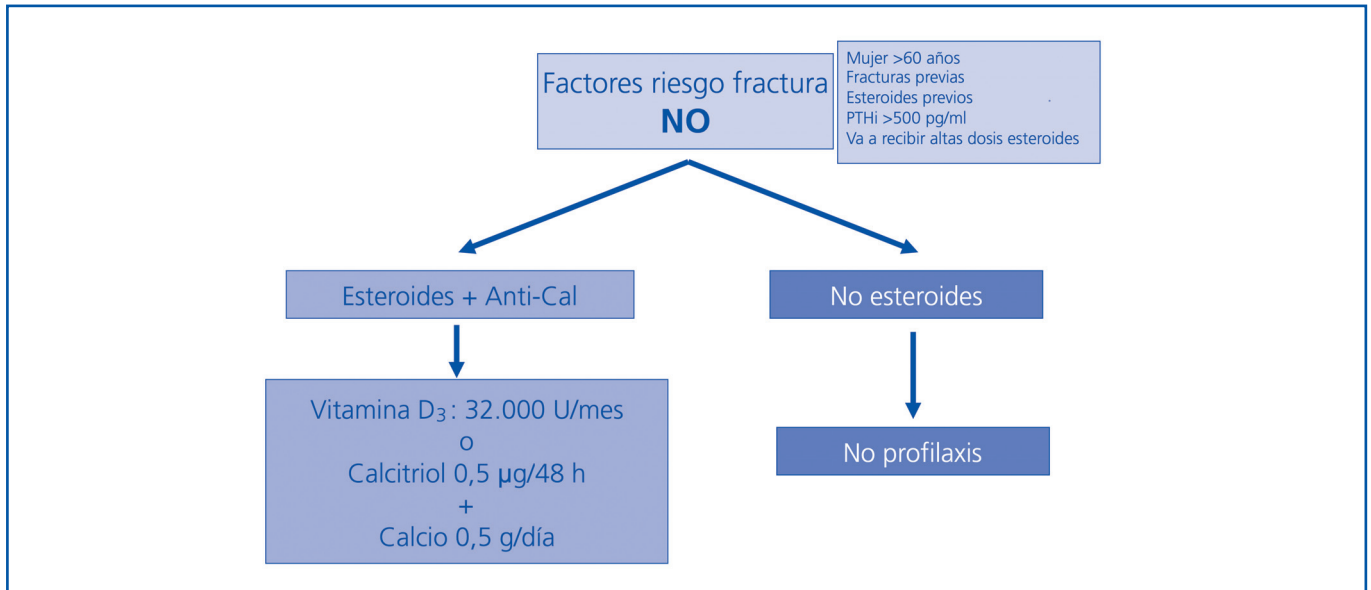 Factores riesgo fractura
NO
Mujer >60 años
Fracturas previas
Esteroides previos
PTHi >500 pg/ml
Va a recibir altas dosis esteroides
Esteroides + Anti-Cal
No esteroides
Vitamina D3: 32.000 U/mes
o
Calcitriol 0,5 µg/48 h
+
Calcio 0,5 g/día
No profilaxis